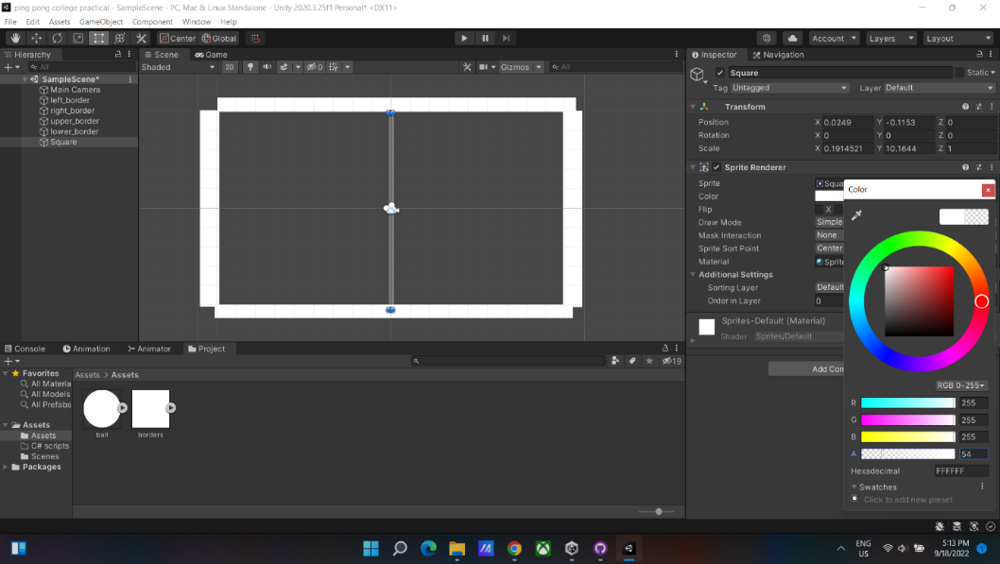 ping pong college practical - SampleScene - PC, Mac & Linux Standalone - Unity 2020.3.25f1 Personal* <DX11>
File Edit Assets GameObject Component Window Help
Center Global Account Layers Layout
Hierarchy
All
SampleScene*
Main Camera
left_border
right_border
upper_border
lower_border
Square
Scene Game
Shaded 2D 0 Gizmos All
Inspector Navigation
Square Static
Tag Untagged Layer Default
Transform
Position X 0.0249 Y -0.1153 Z 0
Rotation X 0 Y 0 Z 0
Scale X 0.1914521 Y 10.1644 Z 1
Sprite Renderer
Sprite Squa
Color
Flip X
Draw Mode Simple
Mask Interaction None
Sprite Sort Point Center
Material Sprite
Additional Settings
Sorting Layer Default
Order in Layer 0
Sprites-Default (Material)
Shader Sprites/Default
Add Con
Color
RGB 0-255
R 255
G 255
B 255
A 54
Hexadecimal FFFFFF
Swatches
Click to add new preset
Console Animation Animator Project
19
Favorites
All Materia
All Models
All Prefabs
Assets
Assets
C# scripts
Scenes
Packages
Assets > Assets
ball borders
ENG
US
5:13 PM
9/18/2022
1